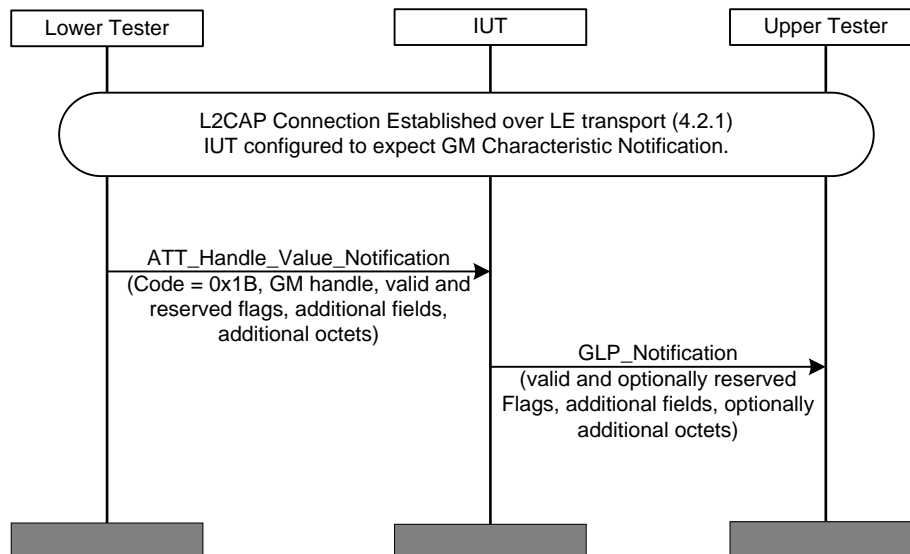 Lower Tester
IUT
Upper Tester
L2CAP Connection Established over LE transport (4.2.1)
IUT configured to expect GM Characteristic Notification.
ATT_Handle_Value_Notification
(Code = 0x1B, GM handle, valid and
reserved flags, additional fields,
additional octets)
GLP_Notification
(valid and optionally reserved
Flags, additional fields, optionally
additional octets)